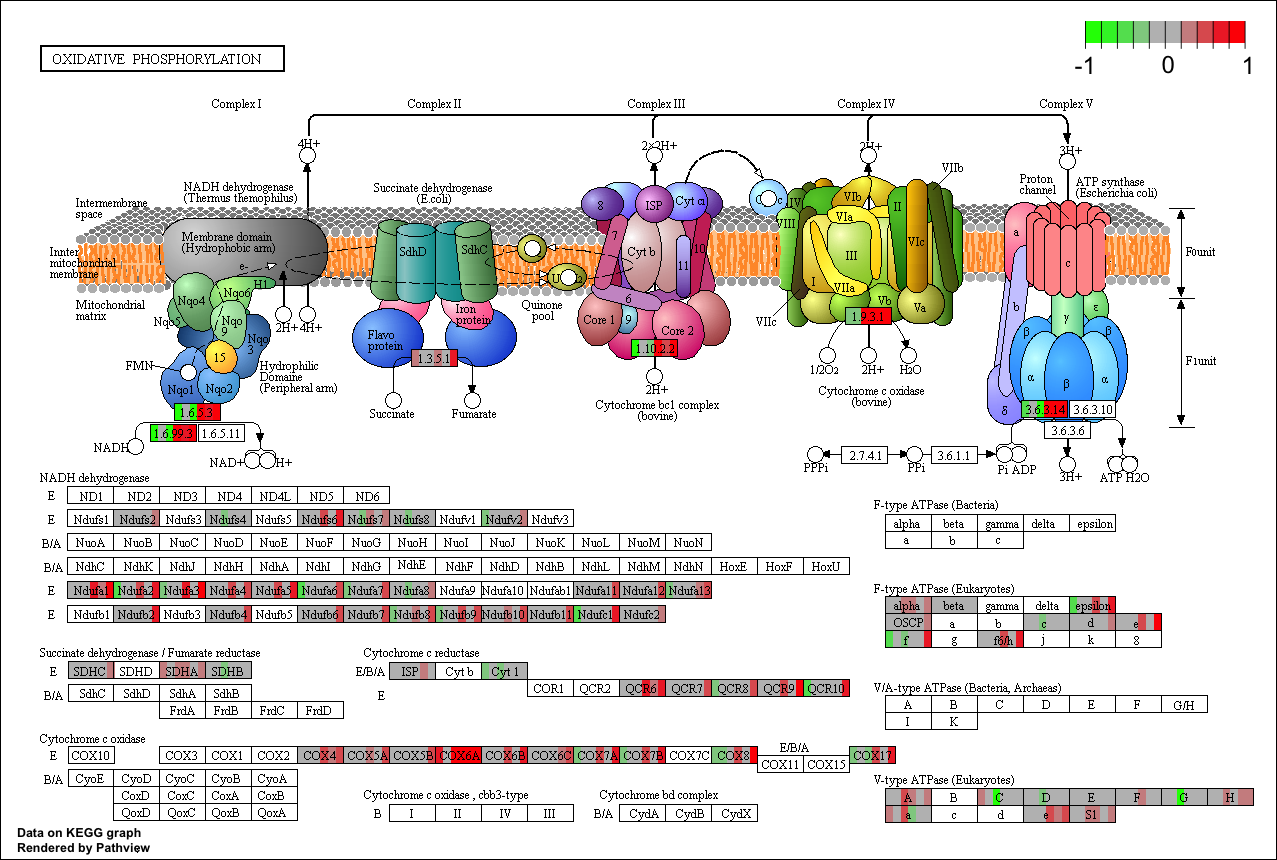 OXIDATIVE PHOSPHORYLATION
-1 0 1
Complex I Complex II Complex III Complex IV Complex V
4H+ 2×2H+ 2H+ 3H+
NADH dehydrogenase
(Thermus themophilus)
Succinate dehydrogenase
(E.coli)
VIIb
Proton
channel
ATP synthase
(Escherichia coli)
Intermembrane
space
8 ISP Cyt c1 c IV VIb II
VIII VIa
Membrane domain
(Hydrophobic arm)
SdhD SdhC
7 Cyt b 10 11
VIc III
a c
F0unit
Innter
mitochondrial
membrane
e-
H1
I VIIa
b
Mitochondrial
matrix
Nqo4 Nqo6
Nqo5 Nqo
9
Nqo
3
2H+ 4H+
Quinone
pool
6
Core 1 9 Core 2
Vb Va
VIIc
γ ε
Flavo
protein
Iron
protein
β β
F1unit
FMN 15
Hydrophilic
Domaine
(Peripheral arm)
Nqo1 Nqo2
1.3.5.1
1.10.2.2
1.9.3.1
1/2O2 2H+ H2O
2H+
α β α
δ
Succinate Fumarate
Cytochrome bc1 complex
(bovine)
Cytochrome c oxidase
(bovine)
1.6.5.3
1.6.99.3 1.6.5.11
3.6.3.14 3.6.3.10
3.6.3.6
NADH NAD+ H+
PPPi 2.7.4.1 PPi 3.6.1.1 Pi ADP 3H+ ATP H2O
NADH dehydrogenase
E ND1 ND2 ND3 ND4 ND4L ND5 ND6
E Ndufs1 Ndufs2 Ndufs3 Ndufs4 Ndufs5 Ndufs6 Ndufs7 Ndufs8 Ndufv1 Ndufv2 Ndufv3
B/A NuoA NuoB NuoC NuoD NuoE NuoF NuoG NuoH NuoI NuoJ NuoK NuoL NuoM NuoN
B/A NdhC NdhK NdhJ NdhH NdhA NdhI NdhG NdhE NdhF NdhD NdhB NdhL NdhM NdhN HoxE HoxF HoxU
E Ndufa1 Ndufa2 Ndufa3 Ndufa4 Ndufa5 Ndufa6 Ndufa7 Ndufa8 Ndufa9 Ndufa10 Ndufab1 Ndufa11 Ndufa12 Ndufa13
E Ndufb1 Ndufb2 Ndufb3 Ndufb4 Ndufb5 Ndufb6 Ndufb7 Ndufb8 Ndufb9 Ndufb10 Ndufb11 Ndufc1 Ndufc2
Succinate dehydrogenase / Fumarate reductase
E SDHC SDHD SDHA SDHB
B/A SdhC SdhD SdhA SdhB
FrdA FrdB FrdC FrdD
Cytochrome c reductase
E/B/A ISP Cyt b Cyt 1
E COR1 QCR2 QCR6 QCR7 QCR8 QCR9 QCR10
Cytochrome c oxidase
E COX10 COX3 COX1 COX2 COX4 COX5A COX5B COX6A COX6B COX6C COX7A COX7B COX7C COX8 COX17
E/B/A
COX11 COX15
B/A CyoE CyoD CyoC CyoB CyoA
CoxD CoxC CoxA CoxB
QoxD QoxC QoxB QoxA
Cytochrome c oxidase , cbb3-type
B I II IV III
Cytochrome bd complex
B/A CydA CydB CydX
F-type ATPase (Bacteria)
alpha beta gamma delta epsilon
a b c
F-type ATPase (Eukaryotes)
alpha beta gamma delta epsilon
OSCP a b c d e
f g f6/h j k 8
V/A-type ATPase (Bacteria, Archaeas)
A B C D E F G/H
I K
V-type ATPase (Eukaryotes)
A B C D E F G H
a c d e S1
Data on KEGG graph
Rendered by Pathview